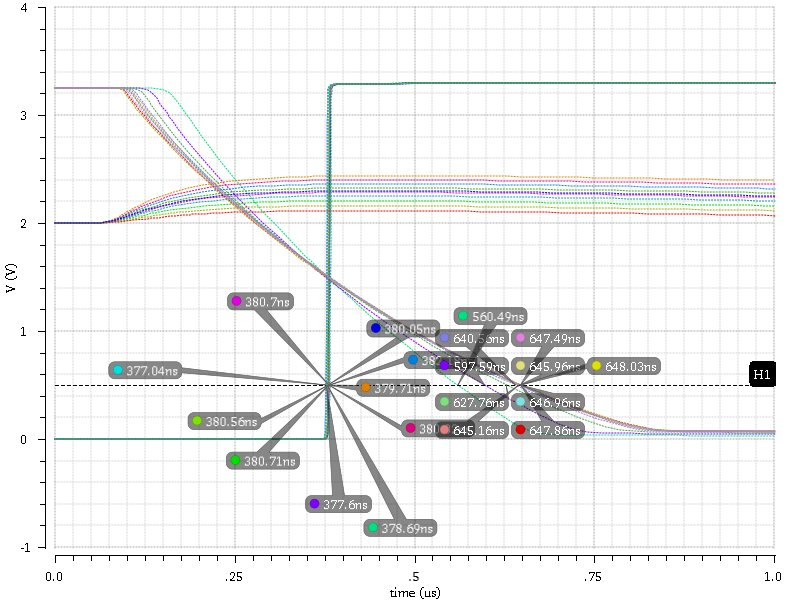 4
3
2
1
0
-1
V (V)
380.7ns
560.49ns
380.05ns
647.49ns
377.04ns
597.59ns
645.96ns
648.03ns
H1
379.71ns
627.76ns
646.96ns
380.56ns
645.16ns
647.86ns
380.71ns
377.6ns
378.69ns
0.0
.25
.5
.75
1.0
time (us)